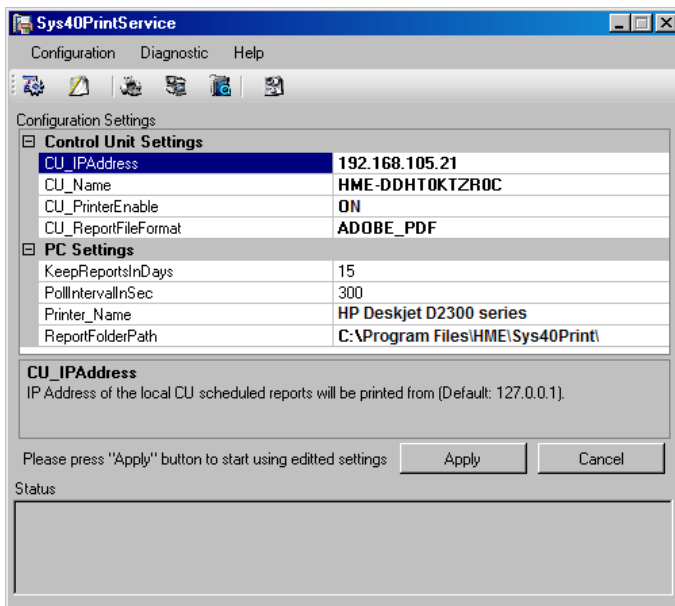 Sys40PrintService
Configuration Diagnostic Help
Configuration Settings
Control Unit Settings
CU_IPAddress 192.168.105.21
CU_Name HME-DDHT0KTZR0C
CU_PrinterEnable ON
CU_ReportFileFormat ADOBE_PDF
PC Settings
KeepReportsInDays 15
PollIntervalInSec 300
Printer_Name HP Deskjet D2300 series
ReportFolderPath C:\Program Files\HME\Sys40Print\
CU_IPAddress
IP Address of the local CU scheduled reports will be printed from (Default: 127.0.0.1).
Please press "Apply" button to start using editted settings Apply Cancel
Status